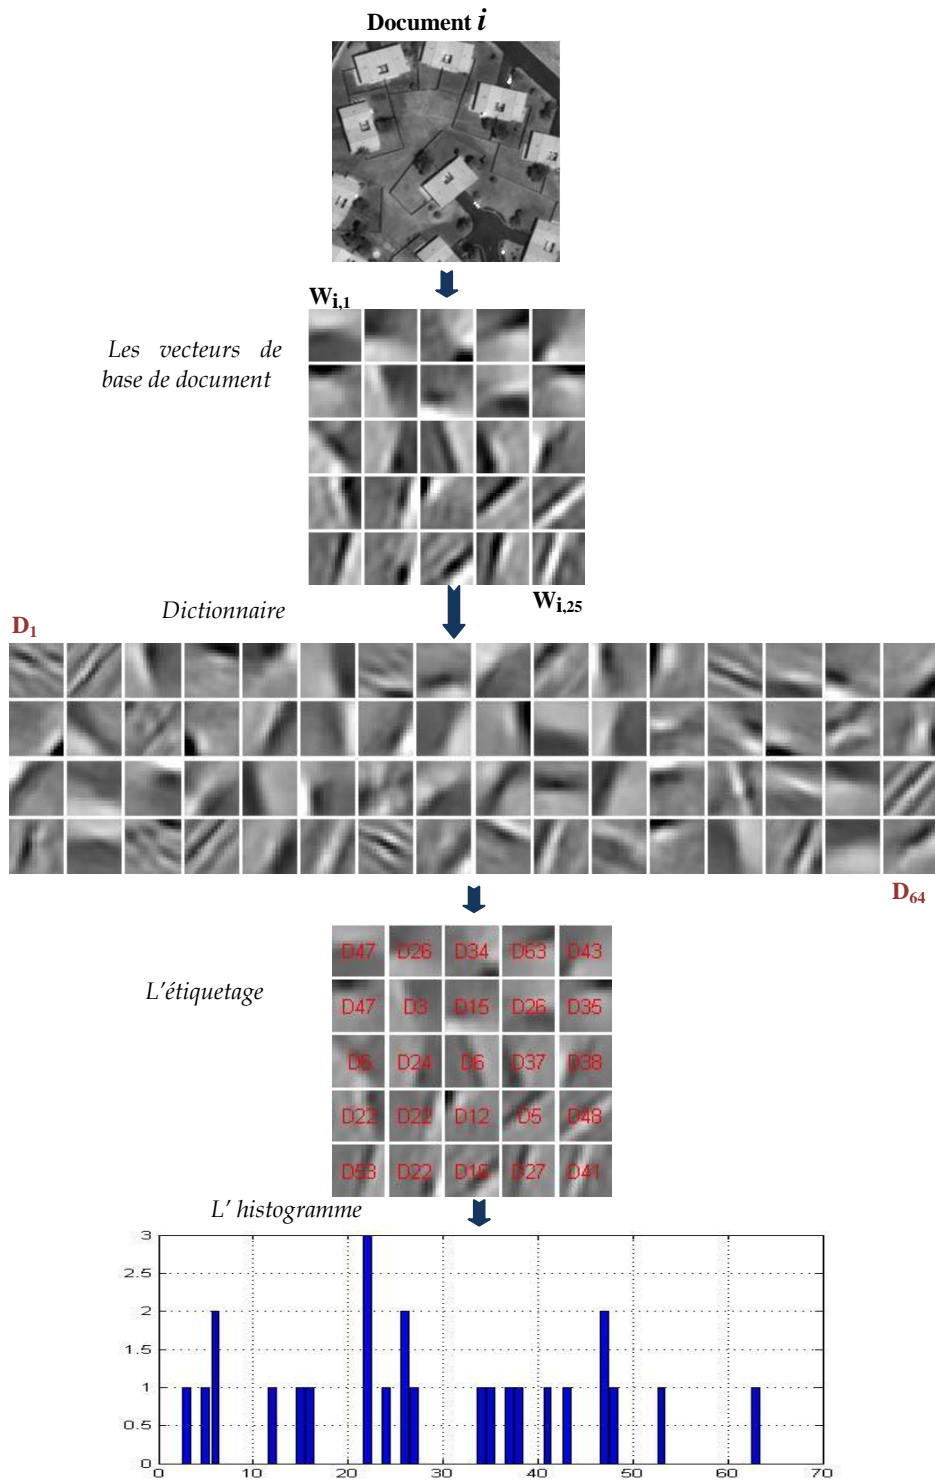 Document i
Wi,1
Les vecteurs de
base de document
Wi,25
Dictionnaire
D1
D64
L'étiquetage
D47 D26 D34 D63 D43
D47 D3 D15 D26 D35
D6 D24 D6 D37 D38
D22 D22 D12 D5 D48
D53 D22 D16 D27 D41
L' histogramme
3
2.5
2
1.5
1
0.5
0
0 10 20 30 40 50 60 70